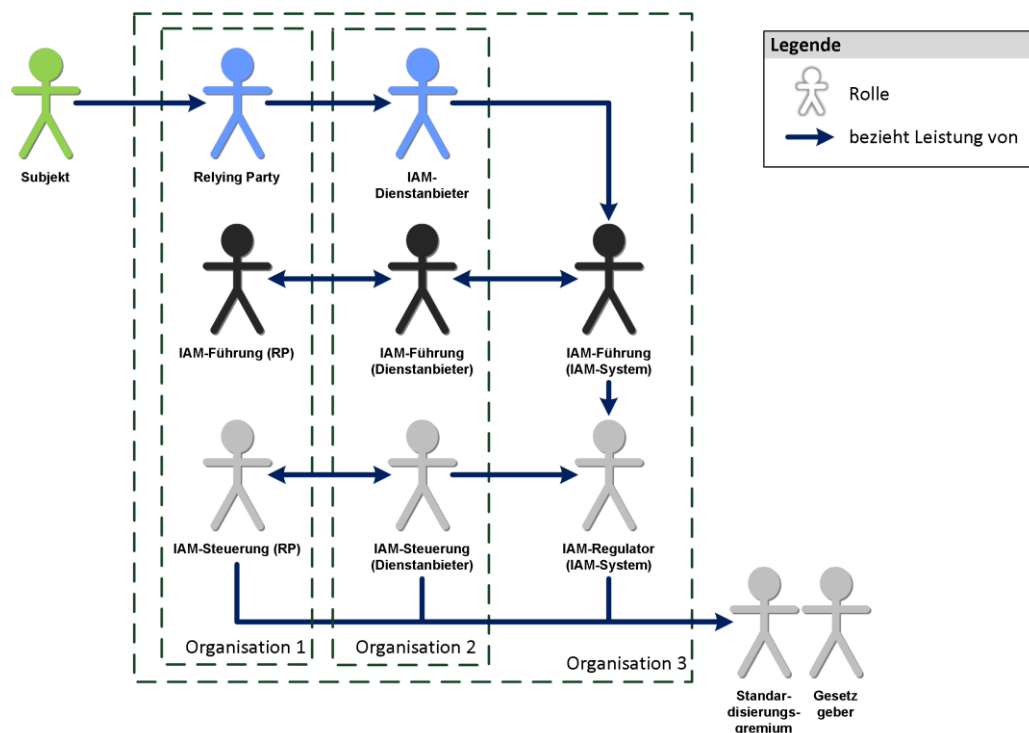 Legende
Rolle
bezieht Leistung von
Subjekt
Relying Party
IAM-
Dienstanbieter
IAM-Führung (RP)
IAM-Führung
(Dienstanbieter)
IAM-Führung
(IAM-System)
IAM-Steuerung (RP)
IAM-Steuerung
(Dienstanbieter)
IAM-Regulator
(IAM-System)
Organisation 1
Organisation 2
Organisation 3
Standar-
disierungs-
gremium
Gesetz
geber